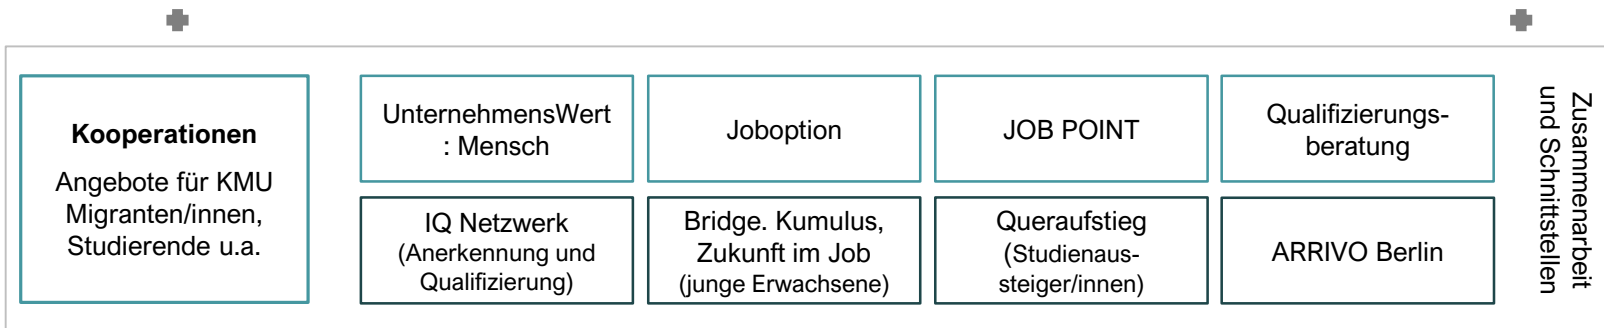 Kooperationen
Angebote für KMU
Migranten/innen,
Studierende u.a.
UnternehmensWert
: Mensch
Joboption
JOB POINT
Qualifizierungs-
beratung
IQ Netzwerk
(Anerkennung und
Qualifizierung)
Bridge. Kumulus,
Zukunft im Job
(junge Erwachsene)
Queraufstieg
(Studienaus-
steiger/innen)
ARRIVO Berlin
Zusammenarbeit
und Schnittstellen